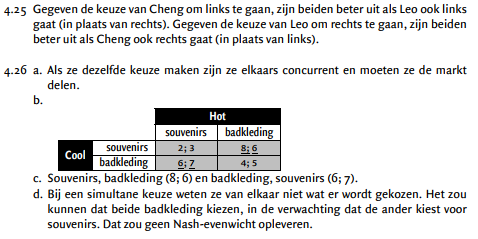 4.25 Gegeven de keuze van Cheng om links te gaan, zijn beiden beter uit als Leo ook links
gaat (in plaats van rechts). Gegeven de keuze van Leo om rechts te gaan, zijn beiden
beter uit als Cheng ook rechts gaat (in plaats van links).
4.26 a. Als ze dezelfde keuze maken zijn ze elkaars concurrent en moeten ze de markt
delen.
b.
Hot
souvenirs badkleding
Cool souvenirs 2; 3 8; 6
badkleding 6; 7 4; 5
c. Souvenirs, badkleding (8; 6) en badkleding, souvenirs (6; 7).
d. Bij een simultane keuze weten ze van elkaar niet wat er wordt gekozen. Het zou
kunnen dat beide badkleding kiezen, in de verwachting dat de ander kiest voor
souvenirs. Dat zou geen Nash-evenwicht opleveren.